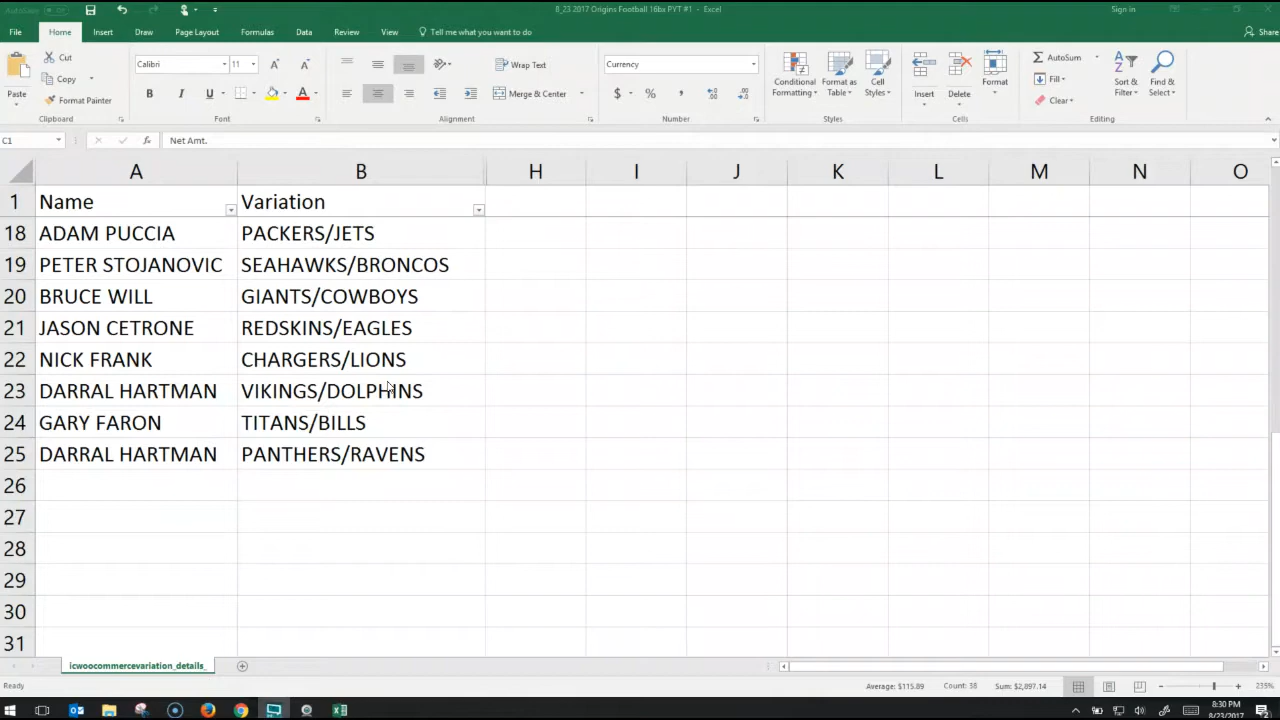 8_23 2017 Origins Football 16bx PYT #1 - Excel
Sign in
File Home Insert Draw Page Layout Formulas Data Review View Tell me what you want to do Share
Cut
Copy
Format Painter
Paste
Clipboard
Calibri 11
B I U
Font
Wrap Text
Merge & Center
Alignment
Currency
$ % ,
Number
Conditional Formatting
Format as Table
Cell Styles
Styles
Insert Delete Format
Cells
AutoSum
Fill
Clear
Sort & Filter
Find & Select
Editing
C1 fx Net Amt.
A B H I J K L M N O
1 Name Variation
18 ADAM PUCCIA PACKERS/JETS
19 PETER STOJANOVIC SEAHAWKS/BRONCOS
20 BRUCE WILL GIANTS/COWBOYS
21 JASON CETRONE REDSKINS/EAGLES
22 NICK FRANK CHARGERS/LIONS
23 DARRAL HARTMAN VIKINGS/DOLPHINS
24 GARY FARON TITANS/BILLS
25 DARRAL HARTMAN PANTHERS/RAVENS
26
27
28
29
30
31
icwoocommercevariation_details_
Ready Average: $115.89 Count: 38 Sum: $2,897.14 235%
8:30 PM
8/23/2017